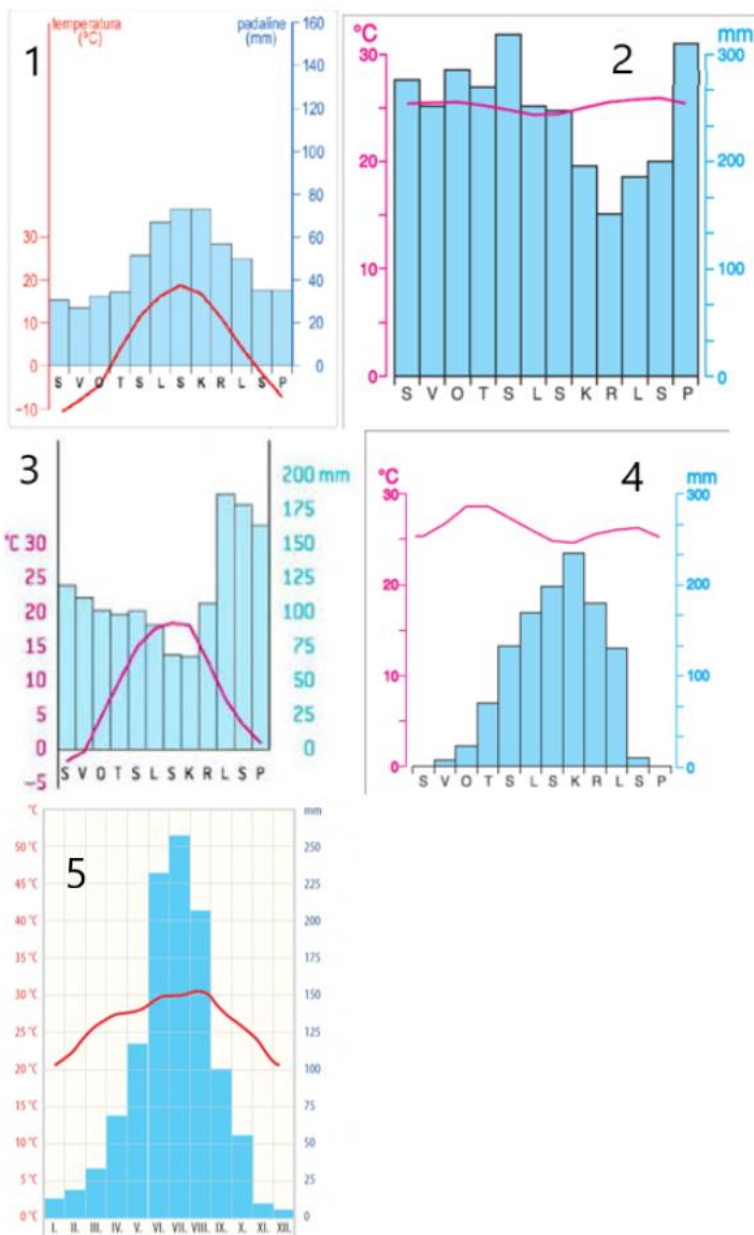 temperatura padaline
(°C) (mm)
1
160
140
120
100
80
30 60
20 40
10 20
0 0
-10
S V O T S L S K R L S P
°C mm
2
30 300
20 200
10 100
0 0
S V O T S L S K R L S P
3
200 mm
175
°C 30 150
25 125
20 100
15 75
10 50
5 25
0 0
-5
S V O T S L S K R L S P
°C mm
4
30 300
20 200
10 100
0 0
S V O T S L S K R L S P
°C mm
5
50 °C 250
45 °C 225
40 °C 200
35 °C 175
30 °C 150
25 °C 125
20 °C 100
15 °C 75
10 °C 50
5 °C 25
0 °C 0
I. II. III. IV. V. VI. VII. VIII. IX. X. XI. XII.